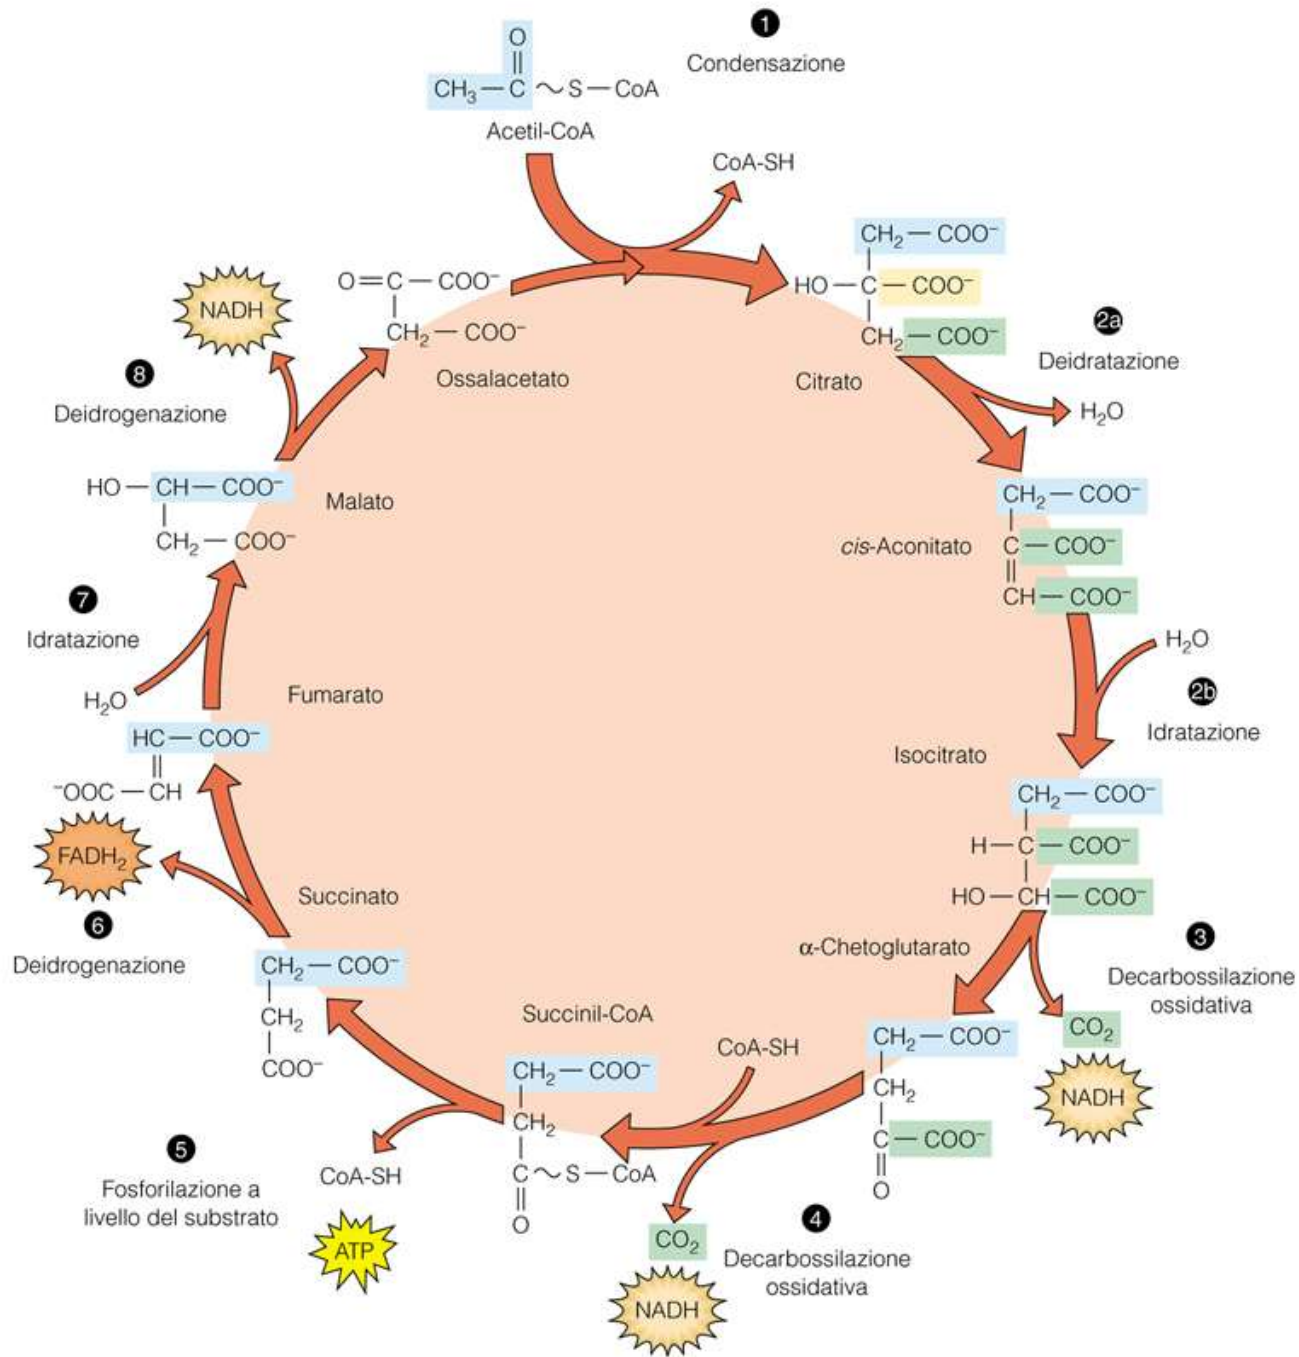 1
Condensazione
O
CH₃—C~S—CoA
Acetil-CoA
CoA-SH
CH₂—COO⁻
HO—C—COO⁻
CH₂—COO⁻
Citrato
2a
Deidratazione
H₂O
CH₂—COO⁻
C—COO⁻
CH—COO⁻
cis-Aconitato
H₂O
2b
Idratazione
Isocitrato
CH₂—COO⁻
H—C—COO⁻
HO—CH—COO⁻
3
Decarbossilazione
ossidativa
CO₂
NADH
α-Chetoglutarato
CH₂—COO⁻
CH₂
C—COO⁻
O
CoA-SH
4
Decarbossilazione
ossidativa
CO₂
NADH
Succinil-CoA
CH₂—COO⁻
CH₂
C~S—CoA
O
5
Fosforilazione a
livello del substrato
CoA-SH
ATP
Succinato
CH₂—COO⁻
CH₂
COO⁻
6
Deidrogenazione
FADH₂
Fumarato
HC—COO⁻
⁻OOC—CH
7
Idratazione
H₂O
Malato
HO—CH—COO⁻
CH₂—COO⁻
8
Deidrogenazione
NADH
O=C—COO⁻
CH₂—COO⁻
Ossalacetato